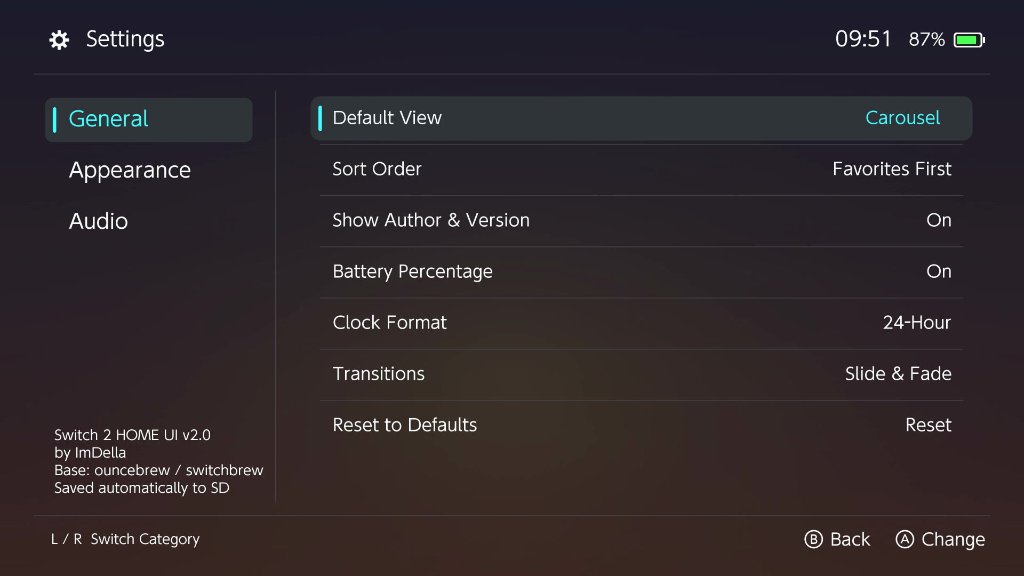 Settings
09:51 87%
General
Appearance
Audio
Default View Carousel
Sort Order Favorites First
Show Author & Version On
Battery Percentage On
Clock Format 24-Hour
Transitions Slide & Fade
Reset to Defaults Reset
Switch 2 HOME UI v2.0
by ImDella
Base: ouncebrew / switchbrew
Saved automatically to SD
L / R Switch Category
B Back A Change